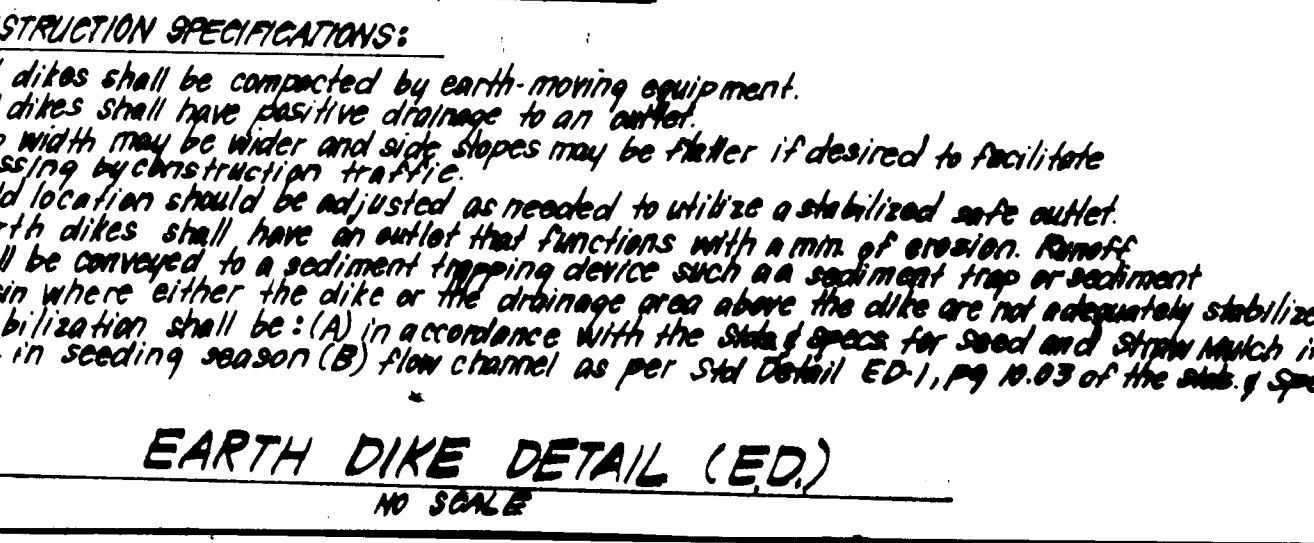 STRUCTION SPECIFICATIONS:
dikes shall be compacted by earth-moving equipment.
dikes shall have positive drainage to an outlet.
width may be wider and side slopes may be flatter if desired to facilitate
ssing by construction traffic.
d location should be adjusted as needed to utilize a stabilized safe outlet.
rth dikes shall have an outlet that functions with a min. of erosion. Runoff
ll be conveyed to a sediment trapping device such as a sediment trap or sediment
in where either the dike or the drainage area above the dike are not adequately stabilize
bilization shall be: (A) in accordance with the Stds. & Specs. for Seed and Straw Mulch i
in seeding season (B) flow channel as per Std Detail ED-1, pg 10.03 of the Stds. & Spe
EARTH DIKE DETAIL (E.D.)
NO SCALE